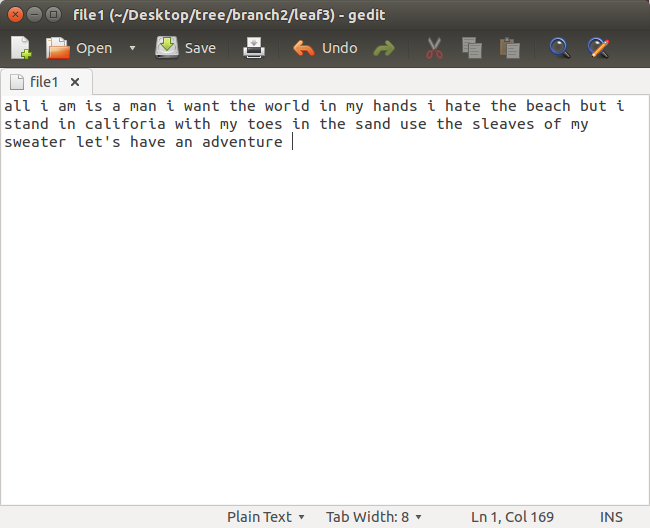 file1 (~/Desktop/tree/branch2/leaf3) - gedit
Open Save Undo
file1
all i am is a man i want the world in my hands i hate the beach but i
stand in califoria with my toes in the sand use the sleaves of my
sweater let's have an adventure
Plain Text Tab Width: 8 Ln 1, Col 169 INS